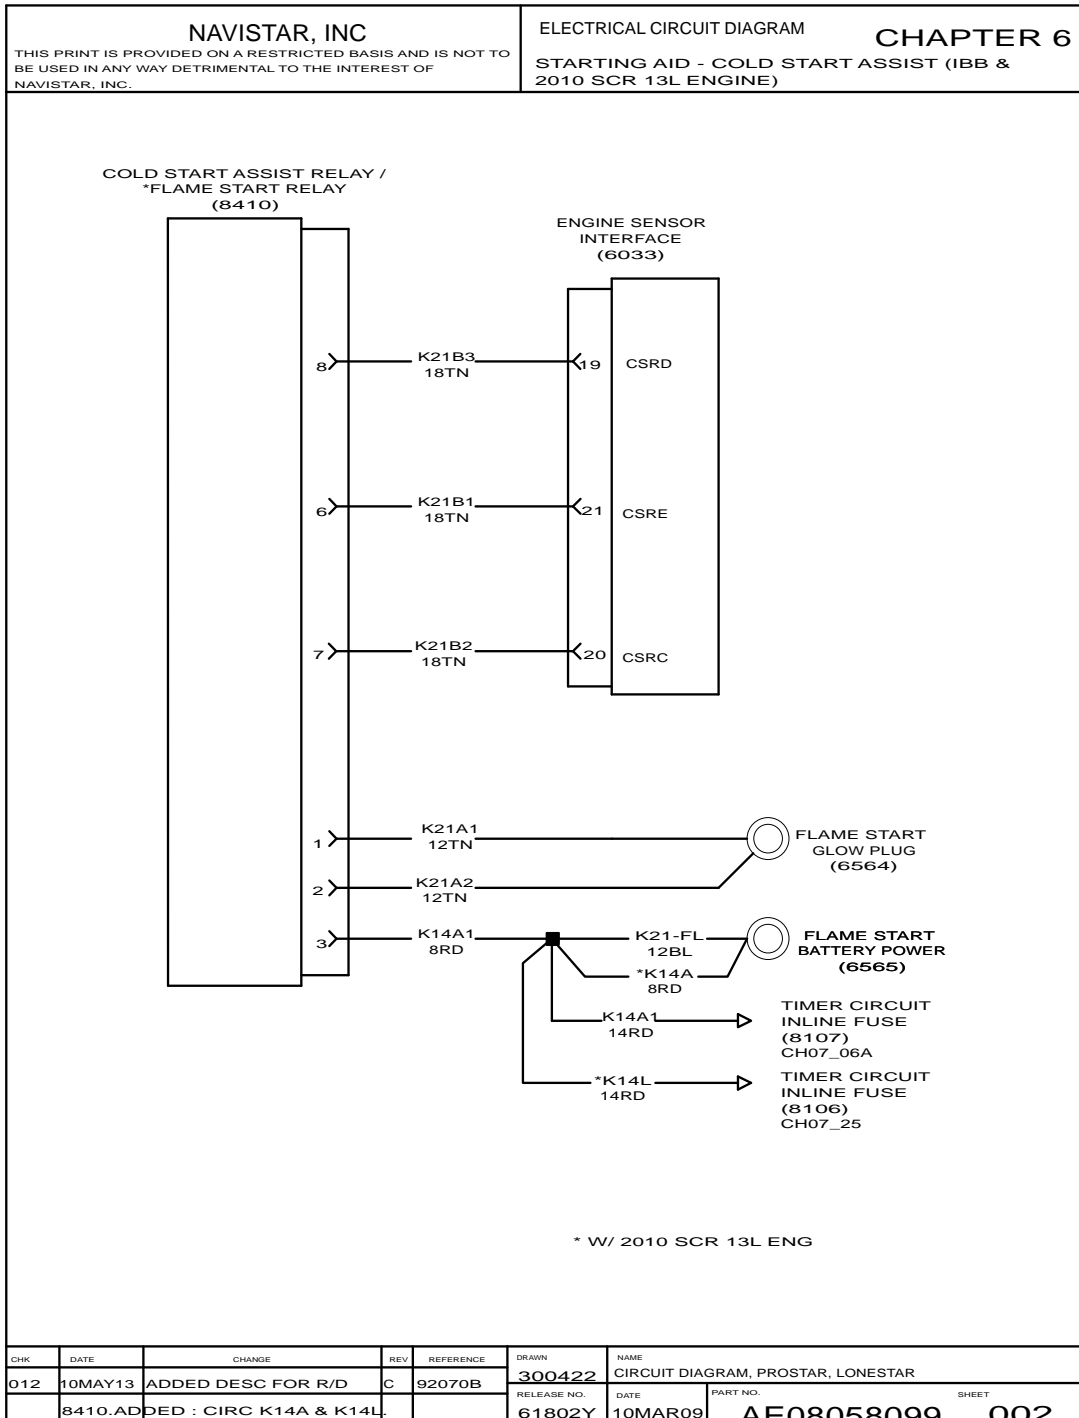 NAVISTAR, INC
THIS PRINT IS PROVIDED ON A RESTRICTED BASIS AND IS NOT TO
BE USED IN ANY WAY DETRIMENTAL TO THE INTEREST OF
NAVISTAR, INC.
ELECTRICAL CIRCUIT DIAGRAM
CHAPTER 6
STARTING AID - COLD START ASSIST (IBB &
2010 SCR 13L ENGINE)
COLD START ASSIST RELAY /
*FLAME START RELAY
(8410)
ENGINE SENSOR
INTERFACE
(6033)
8
K21B3
18TN
19
CSRD
6
K21B1
18TN
21
CSRE
7
K21B2
18TN
20
CSRC
1
K21A1
12TN
FLAME START
GLOW PLUG
(6564)
2
K21A2
12TN
3
K14A1
8RD
K21-FL
12BL
*K14A
8RD
FLAME START
BATTERY POWER
(6565)
K14A1
14RD
TIMER CIRCUIT
INLINE FUSE
(8107)
CH07_06A
*K14L
14RD
TIMER CIRCUIT
INLINE FUSE
(8106)
CH07_25
* W/ 2010 SCR 13L ENG
CHK DATE CHANGE REV REFERENCE
012 10MAY13 ADDED DESC FOR R/D C 92070B
8410.ADDED : CIRC K14A & K14L.
DRAWN
300422
NAME
CIRCUIT DIAGRAM, PROSTAR, LONESTAR
RELEASE NO.
61802Y
DATE
10MAR09
PART NO.
AE08058099
SHEET
002